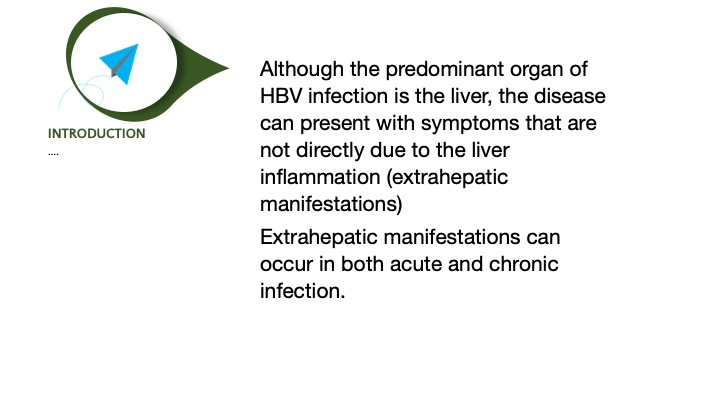 INTRODUCTION
....
Although the predominant organ of
HBV infection is the liver, the disease
can present with symptoms that are
not directly due to the liver
inflammation (extrahepatic
manifestations)
Extrahepatic manifestations can
occur in both acute and chronic
infection.